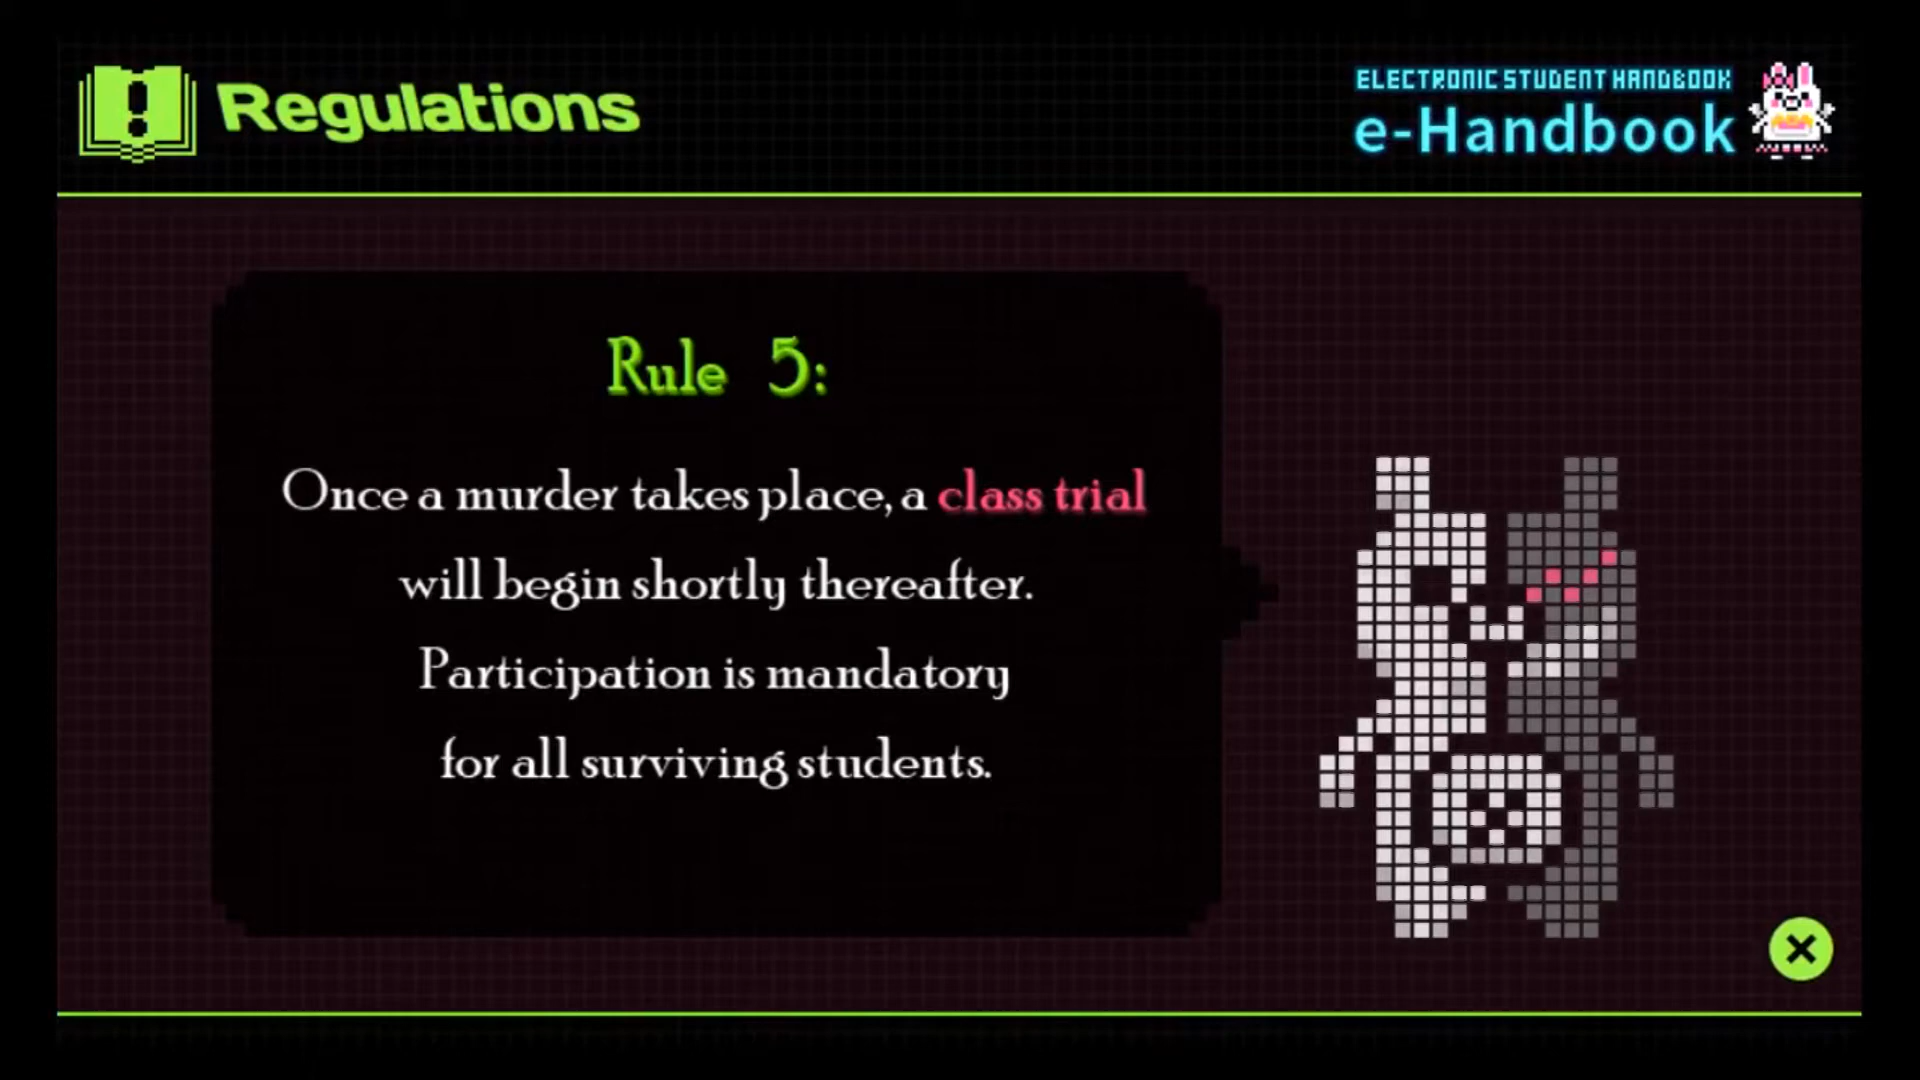 Regulations
ELECTRONIC STUDENT HANDBOOK
e-Handbook
Rule 5:
Once a murder takes place, a class trial
will begin shortly thereafter.
Participation is mandatory
for all surviving students.